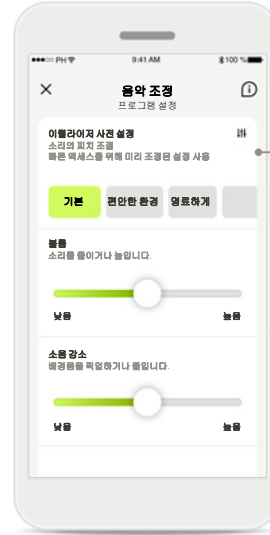 PH
9:41 AM
100 %
음악 조정
프로그램 설정
이퀄라이저 사전 설정
소리의 피치 조절
빠른 액세스를 위해 미리 조정된 설정 사용
기본
편안한 환경
명료하게
볼륨
소리를 줄이거나 높입니다.
낮음
높음
소음 감소
배경음을 픽업하거나 줄입니다.
낮음
높음